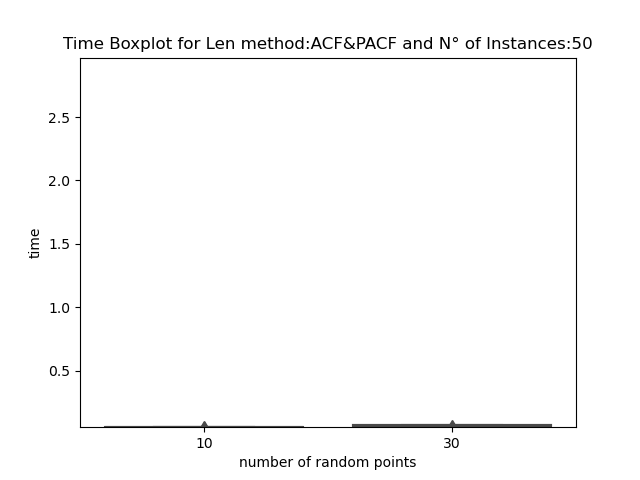 Time Boxplot for Len method:ACF&PACF and N° of Instances:50
2.5
2.0
1.5
1.0
0.5
time
10
30
number of random points